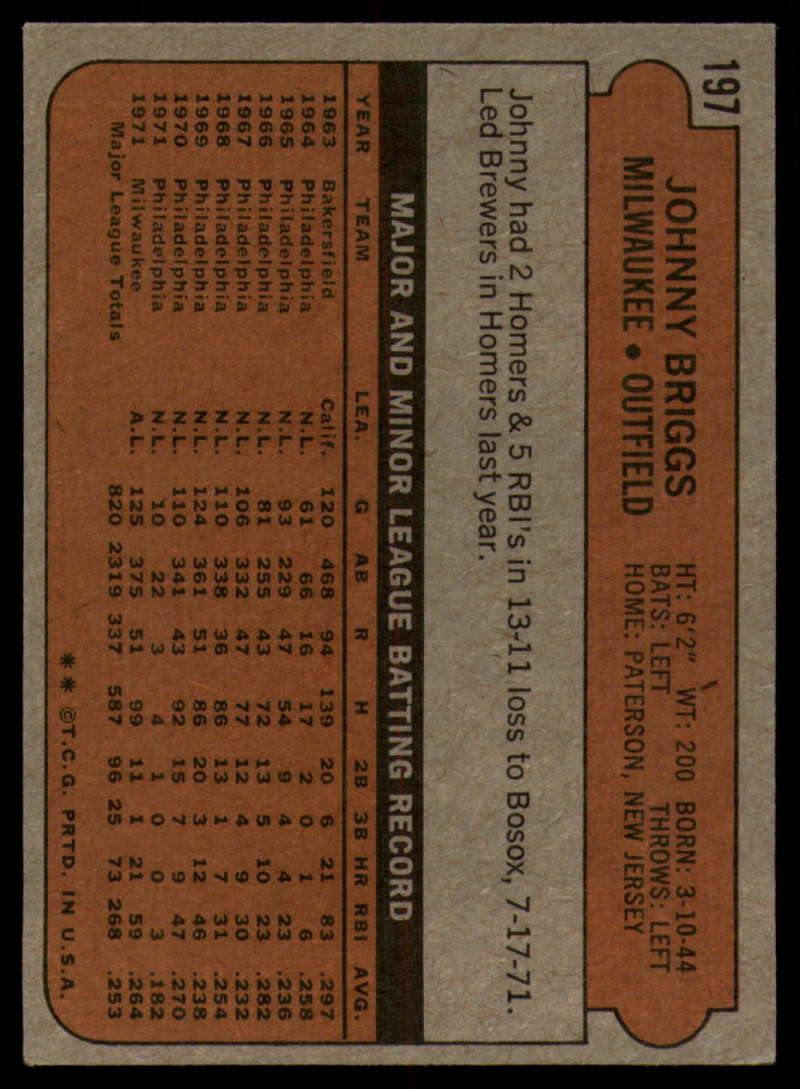 197
JOHNNY BRIGGS
MILWAUKEE • OUTFIELD
HT: 6'2" WT: 200 BORN: 3-10-44
BATS: LEFT THROWS: LEFT
HOME: PATERSON, NEW JERSEY
Johnny had 2 Homers & 5 RBI's in 13-11 loss to Bosox, 7-17-71.
Led Brewers in Homers last year.
MAJOR AND MINOR LEAGUE BATTING RECORD
YEAR TEAM LEA. G AB R H 2B 3B HR RBI AVG.
1963 Bakersfield Calif. 120 468 94 139 20 6 21 83 .297
1964 Philadelphia N.L. 61 66 16 17 2 0 1 6 .258
1965 Philadelphia N.L. 93 229 47 54 9 4 4 23 .236
1966 Philadelphia N.L. 81 255 43 72 13 5 10 23 .282
1967 Philadelphia N.L. 106 332 47 77 12 4 9 30 .232
1968 Philadelphia N.L. 110 338 36 86 13 1 7 31 .254
1969 Philadelphia N.L. 124 361 51 86 20 3 12 46 .238
1970 Philadelphia N.L. 110 341 43 92 15 7 9 47 .270
1971 Philadelphia N.L. 10 22 3 4 1 0 0 3 .182
1971 Milwaukee A.L. 125 375 51 99 11 1 21 59 .264
Major League Totals 820 2319 337 587 96 25 73 268 .253
** ©T.C.G. PRTD. IN U.S.A.